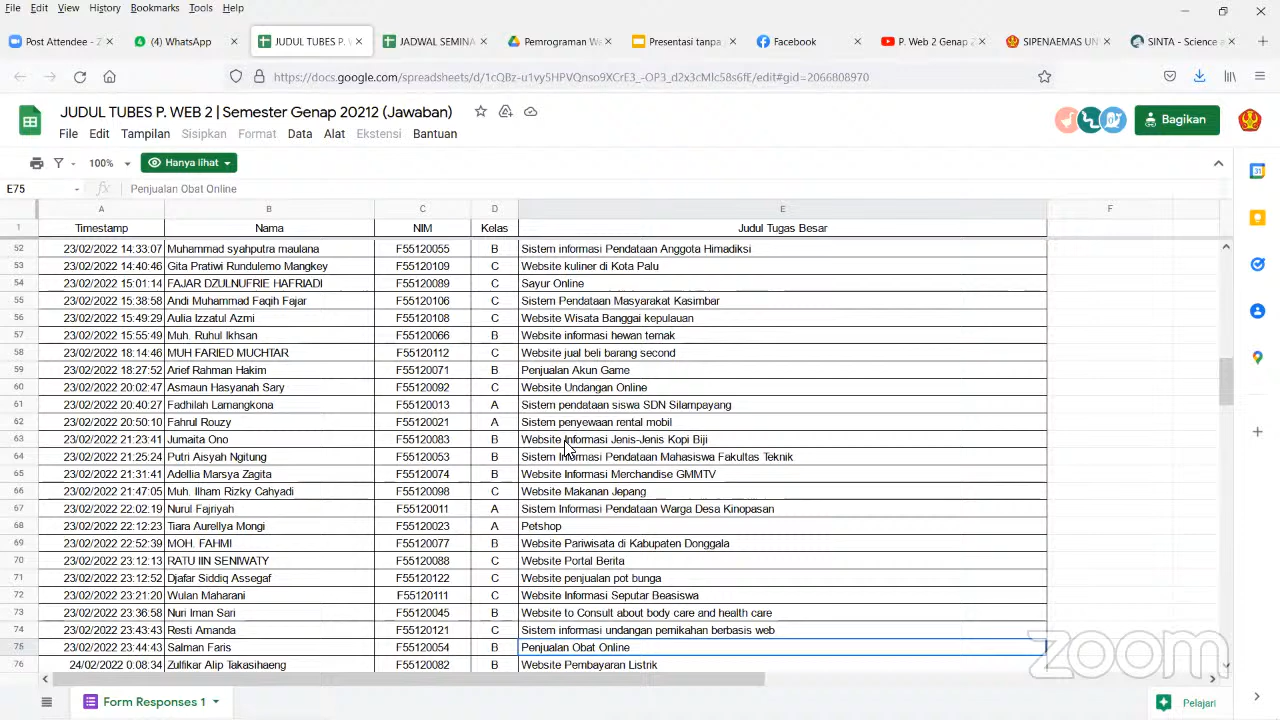 File Edit View History Bookmarks Tools Help
Post Attendee - Z (4) WhatsApp JUDUL TUBES P. JADWAL SEMINA Pemrograman We Presentasi tanpa Facebook P. Web 2 Genap 2 SIPENAEMAS UN SINTA - Science a
https://docs.google.com/spreadsheets/d/
JUDUL TUBES P. WEB 2 | Semester Genap 20212 (Jawaban)
Bagikan
File Edit Tampilan Sisipkan Format Data Alat Ekstensi Bantuan
100% Hanya lihat
E75 fx Penjualan Obat Online
A B C D E F
1 Timestamp Nama NIM Kelas Judul Tugas Besar
52 23/02/2022 14:33:07 Muhammad syahputra maulana F55120055 B Sistem informasi Pendataan Anggota Himadiksi
53 23/02/2022 14:40:46 Gita Pratiwi Rundulemo Mangkey F55120109 C Website kuliner di Kota Palu
54 23/02/2022 15:01:14 FAJAR DZULNUFRIE HAFRIADI F55120089 C Sayur Online
55 23/02/2022 15:38:58 Andi Muhammad Faqih Fajar F55120106 C Sistem Pendataan Masyarakat Kasimbar
56 23/02/2022 15:49:29 Aulia Izzatul Azmi F55120108 C Website Wisata Banggai kepulauan
57 23/02/2022 15:55:49 Muh. Ruhul Ikhsan F55120066 B Website informasi hewan ternak
58 23/02/2022 18:14:46 MUH FARIED MUCHTAR F55120112 C Website jual beli barang second
59 23/02/2022 18:27:52 Arief Rahman Hakim F55120071 B Penjualan Akun Game
60 23/02/2022 20:02:47 Asmaun Hasyanah Sary F55120092 C Website Undangan Online
61 23/02/2022 20:40:27 Fadhilah Lamangkona F55120013 A Sistem pendataan siswa SDN Silampayang
62 23/02/2022 20:50:10 Fahrul Rouzy F55120021 A Sistem penyewaan rental mobil
63 23/02/2022 21:23:41 Jumaita Ono F55120083 B Website Informasi Jenis-Jenis Kopi Biji
64 23/02/2022 21:25:24 Putri Aisyah Ngitung F55120053 B Sistem Informasi Pendataan Mahasiswa Fakultas Teknik
65 23/02/2022 21:31:41 Adellia Marsya Zagita F55120074 B Website Informasi Merchandise GMMTV
66 23/02/2022 21:47:05 Muh. Ilham Rizky Cahyadi F55120098 C Website Makanan Jepang
67 23/02/2022 22:02:19 Nurul Fajriyah F55120011 A Sistem Informasi Pendataan Warga Desa Kinopasan
68 23/02/2022 22:12:23 Tiara Aurellya Mongi F55120023 A Petshop
69 23/02/2022 22:52:39 MOH. FAHMI F55120077 B Website Pariwisata di Kabupaten Donggala
70 23/02/2022 23:12:13 RATU IIN SENIWATY F55120088 C Website Portal Berita
71 23/02/2022 23:12:52 Djafar Siddiq Assegaf F55120122 C Website penjualan pot bunga
72 23/02/2022 23:21:20 Wulan Maharani F55120111 C Website Informasi Seputar Beasiswa
73 23/02/2022 23:36:58 Nuri Iman Sari F55120045 B Website to Consult about body care and health care
74 23/02/2022 23:43:43 Resti Amanda F55120121 C Sistem informasi undangan pernikahan berbasis web
75 23/02/2022 23:44:43 Salman Faris F55120054 B Penjualan Obat Online
76 24/02/2022 0:08:34 Zulfikar Alip Takasihaeng F55120082 B Website Pembayaran Listrik
zoom
Form Responses 1 Pelajari